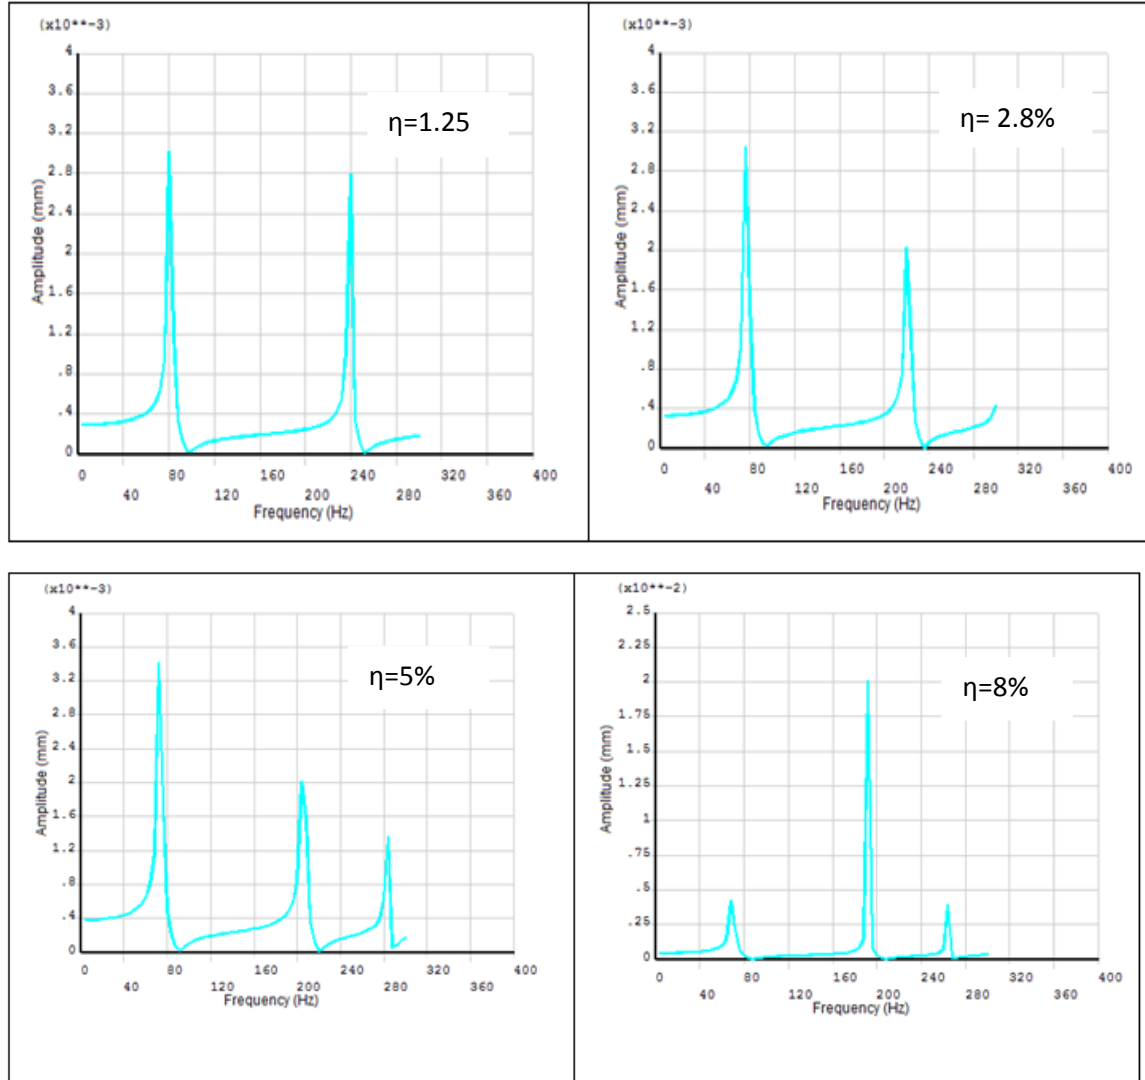 (x10**-3)
4
3.6
3.2
2.8
2.4
2
1.6
1.2
.8
.4
0
Amplitude (mm)
η=1.25
0 80 160 200 240 320 400
40 120 200 280 360
Frequency (Hz)
(x10**-3)
4
3.6
3.2
2.8
2.4
2
1.6
1.2
.8
.4
0
Amplitude (mm)
η= 2.8%
0 80 160 240 320 400
40 120 200 280 360
Frequency (Hz)
(x10**-3)
4
3.6
3.2
2.8
2.4
2
1.6
1.2
.8
.4
0
Amplitude (mm)
η=5%
0 80 160 240 320 400
40 120 200 280 360
Frequency (Hz)
(x10**-2)
2.5
2.25
2
1.75
1.5
1.25
1
.75
.5
.25
0
Amplitude (mm)
η=8%
0 80 160 240 320 400
40 120 200 280 360
Frequency (Hz)